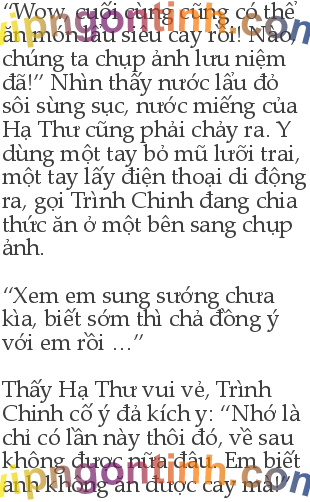 “Wow, cuối cùng cũng có thể
ăn món lẩu siêu cay rồi! Nào,
chúng ta chụp ảnh lưu niệm
đã!” Nhìn thấy nước lẩu đỏ
sôi sùng sục, nước miếng của
Hạ Thư cũng phải chảy ra. Y
dùng một tay bỏ mũ lưỡi trai,
một tay lấy điện thoại di động
ra, gọi Trình Chinh đang chia
thức ăn ở một bên sang chụp
ảnh.
“Xem em sung sướng chưa
kìa, biết sớm thì chả đồng ý
với em rồi …”
Thấy Hạ Thư vui vẻ, Trình
Chinh cố ý đả kích y: “Nhớ là
chỉ có lần này thôi đó, về sau
không được nữa đâu. Em biết
anh không ăn được cay mà!”
vipngontinh.com
vipngontinh.com